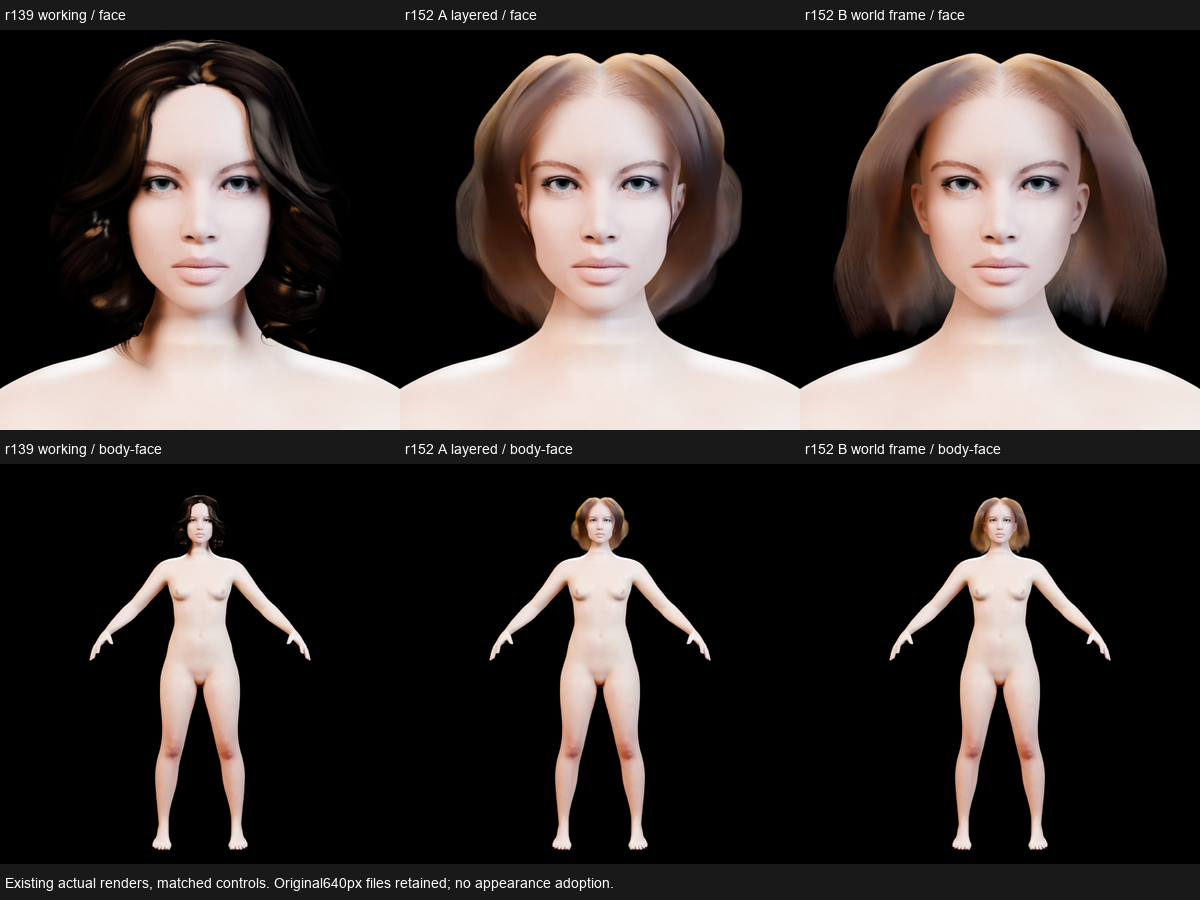 r139 working / face
r152 A layered / face
r152 B world frame / face
r139 working / body-face
r152 A layered / body-face
r152 B world frame / body-face
Existing actual renders, matched controls. Original640px files retained; no appearance adoption.